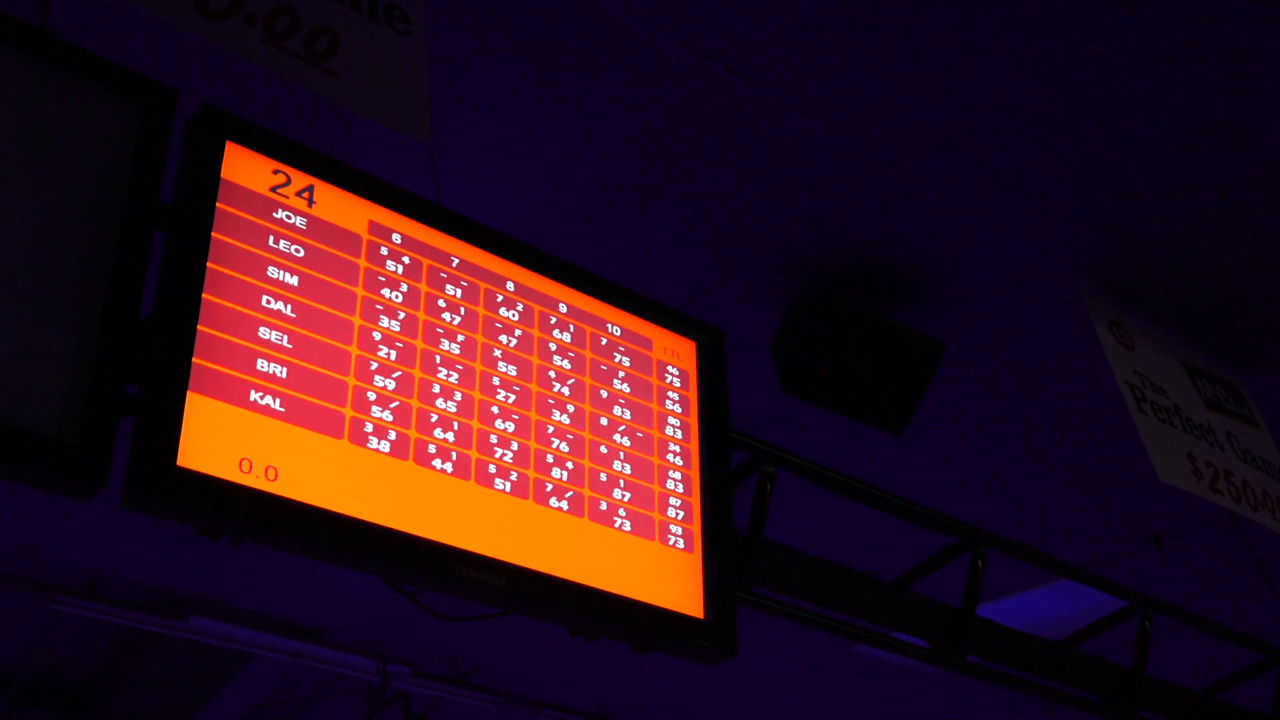 0.00
24
6 7 8 9 10 TTL
JOE 5 4 - - 7 2 7 1 7 - 46
51 51 60 68 75 75
LEO - 3 6 1 - F 9 - - F 45
40 47 47 56 56 56
SIM - 7 - F X 4 / 9 - 80
35 35 55 74 83 83
DAL 9 - 1 - 5 - - 9 8 / - 34
21 22 27 36 46 46
SEL 7 / 3 3 4 - 7 - 6 1 68
59 65 69 76 83 83
BRI 9 / 7 1 5 3 5 4 5 1 87
56 64 72 81 87 87
KAL 3 3 5 1 5 2 7 / 3 6 93
38 44 51 64 73 73
0.0
SAMSUNG
The
Perfect Game